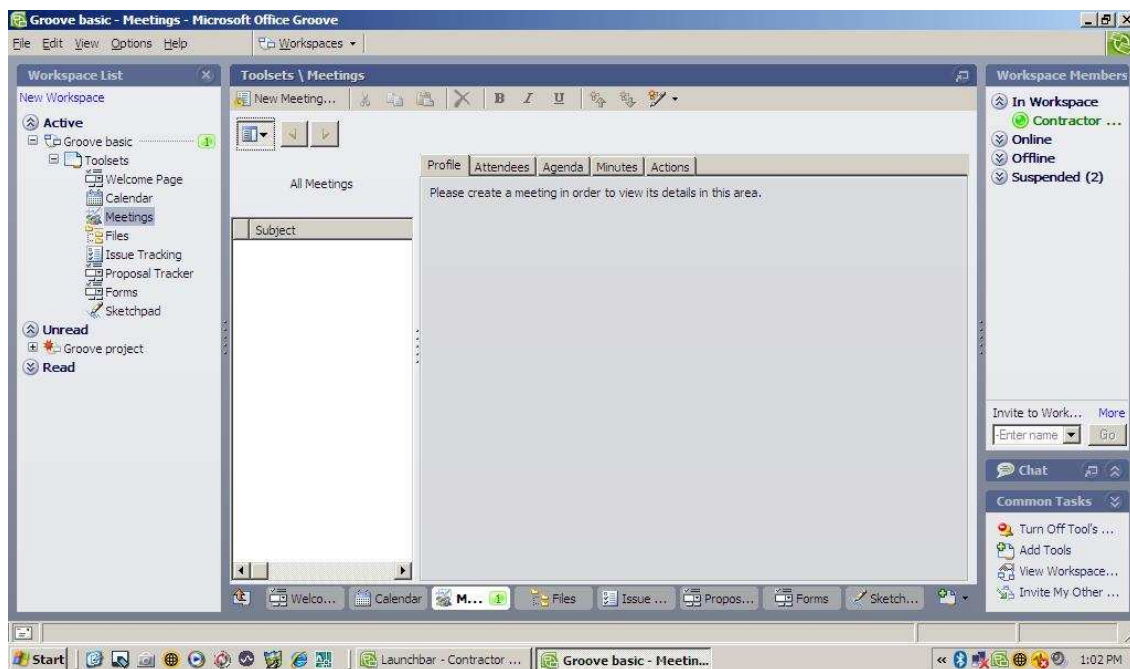 Groove basic - Meetings - Microsoft Office Groove
File Edit View Options Help
Workspaces
Workspace List
New Workspace
Active
Groove basic
1
Toolsets
Welcome Page
Calendar
Meetings
Files
Issue Tracking
Proposal Tracker
Forms
Sketchpad
Unread
Groove project
Read
Toolsets \ Meetings
New Meeting...
B I U
All Meetings
Subject
Profile Attendees Agenda Minutes Actions
Please create a meeting in order to view its details in this area.
Welco... Calendar M... 1 Files Issue ... Propos... Forms Sketch...
Workspace Members
In Workspace
Contractor ...
Online
Offline
Suspended (2)
Invite to Work... More
-Enter name Go
Chat
Common Tasks
Turn Off Tool's ...
Add Tools
View Workspace...
Invite My Other ...
Start Launchbar - Contractor ... Groove basic - Meetin... 1:02 PM